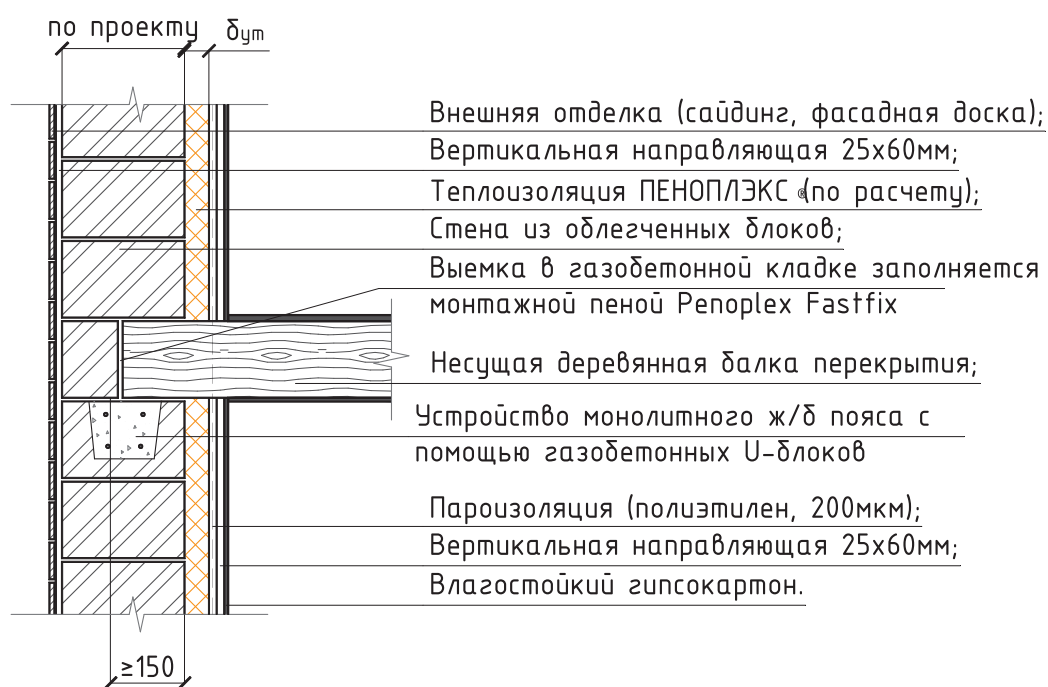 по проекту
δут
Внешняя отделка (сайдинг, фасадная доска);
Вертикальная направляющая 25х60мм;
Теплоизоляция ПЕНОПЛЭКС ®(по расчету);
Стена из облегченных блоков;
Выемка в газобетонной кладке заполняется
монтажной пеной Penoplex Fastfix
Несущая деревянная балка перекрытия;
Устройство монолитного ж/б пояса с
помощью газобетонных U-блоков
Пароизоляция (полиэтилен, 200мкм);
Вертикальная направляющая 25х60мм;
Влагостойкий гипсокартон.
≥150